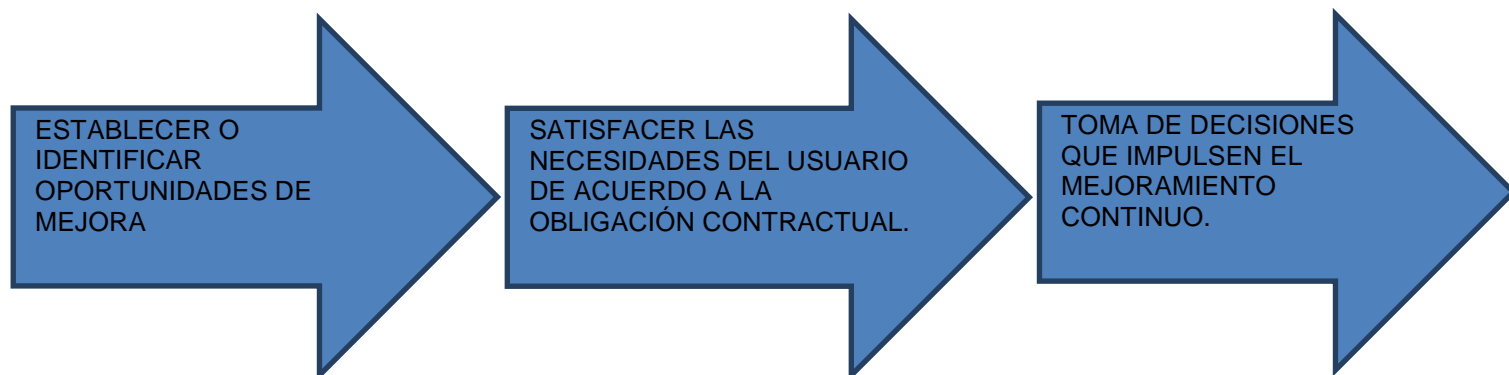 ESTABLECER O
IDENTIFICAR
OPORTUNIDADES DE
MEJORA
SATISFACER LAS
NECESIDADES DEL USUARIO
DE ACUERDO A LA
OBLIGACIÓN CONTRACTUAL.
TOMA DE DECISIONES
QUE IMPULSEN EL
MEJORAMIENTO
CONTINUO.